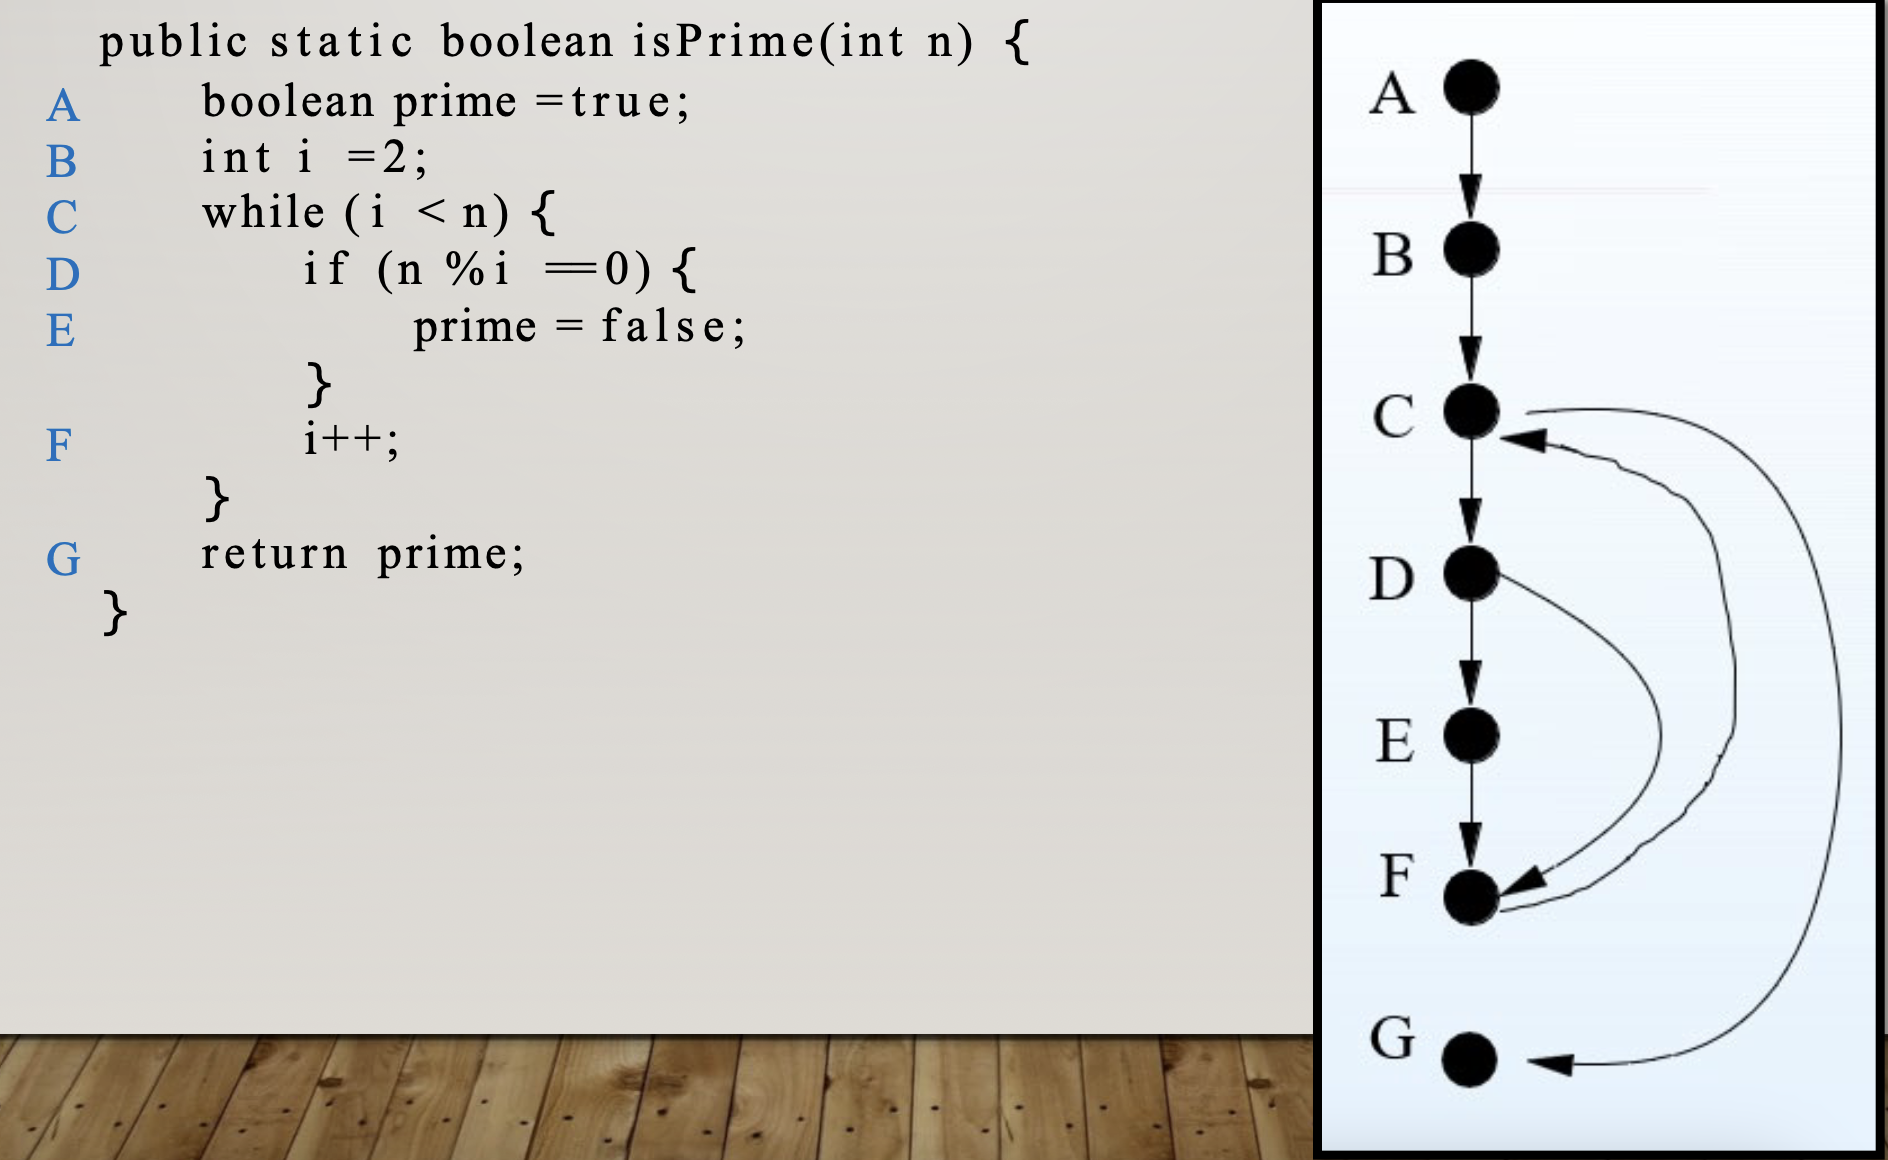 public static boolean isPrime(int n) {
A boolean prime =true;
B int i =2;
C while (i < n) {
D if (n %i ==0) {
E prime = false;
}
F i++;
}
G return prime;
}
A
B
C
D
E
F
G